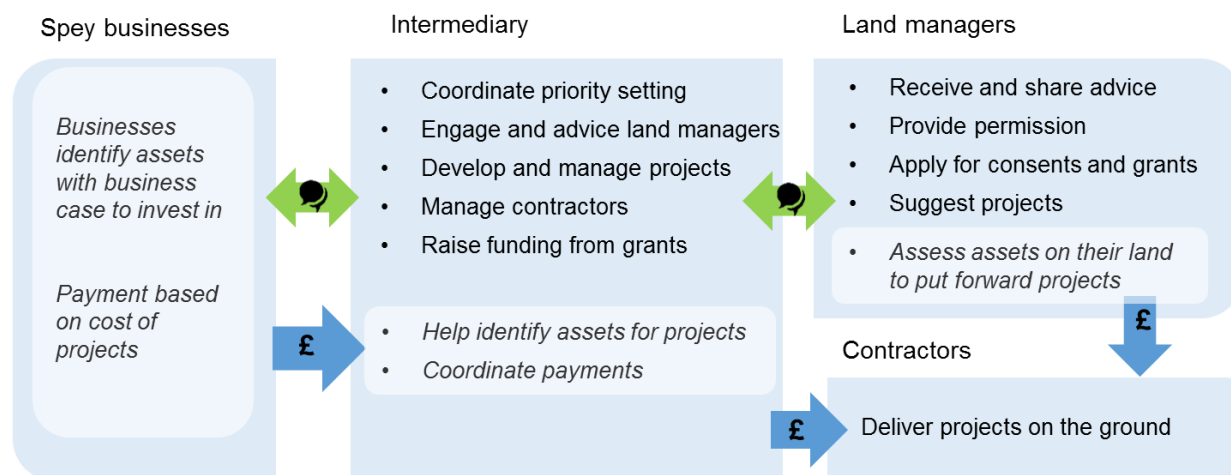 Spey businesses
Businesses
identify assets
with business
case to invest in
Payment based
on cost of
projects
£
Intermediary
• Coordinate priority setting
• Engage and advice land managers
• Develop and manage projects
• Manage contractors
• Raise funding from grants
• Help identify assets for projects
• Coordinate payments
£
Land managers
• Receive and share advice
• Provide permission
• Apply for consents and grants
• Suggest projects
• Assess assets on their land
to put forward projects
£
Contractors
Deliver projects on the ground